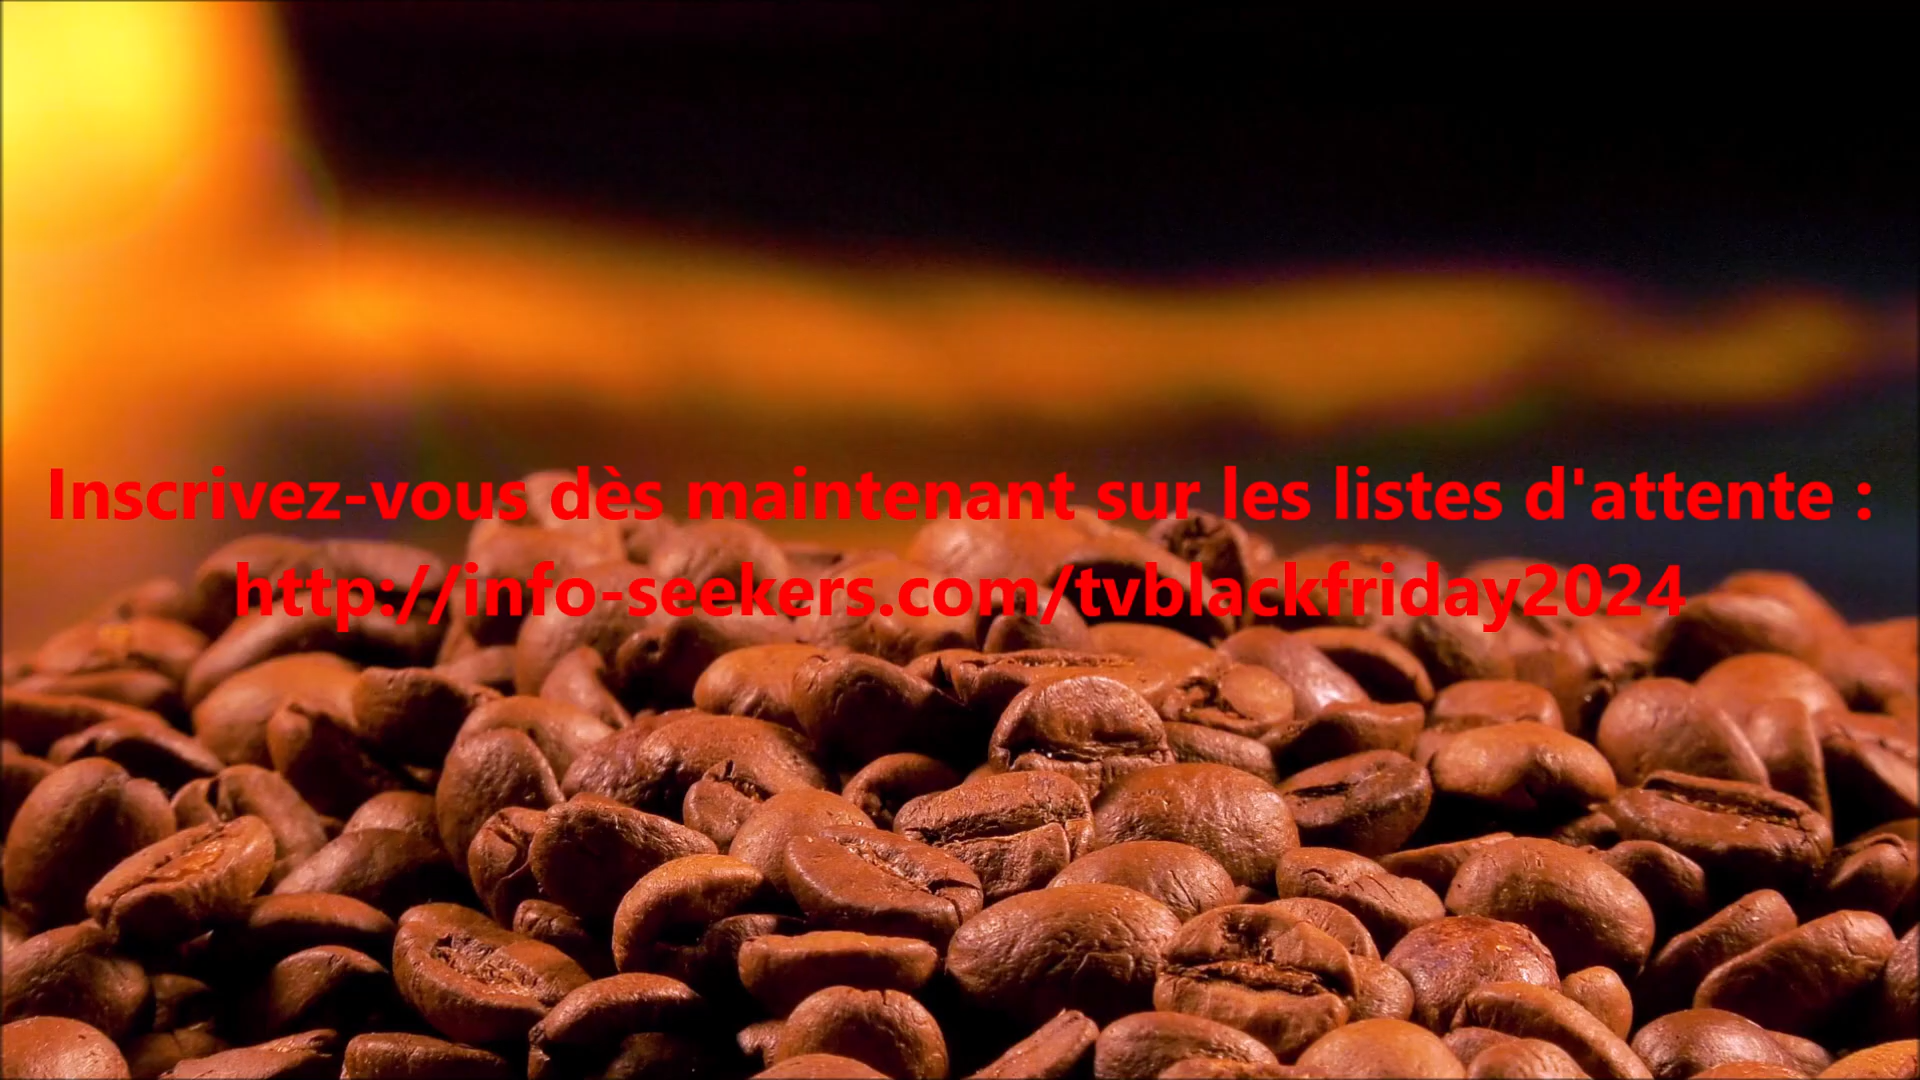 Inscrivez-vous dès maintenant sur les listes d'attente :
http://info-seekers.com/tvblackfriday2024